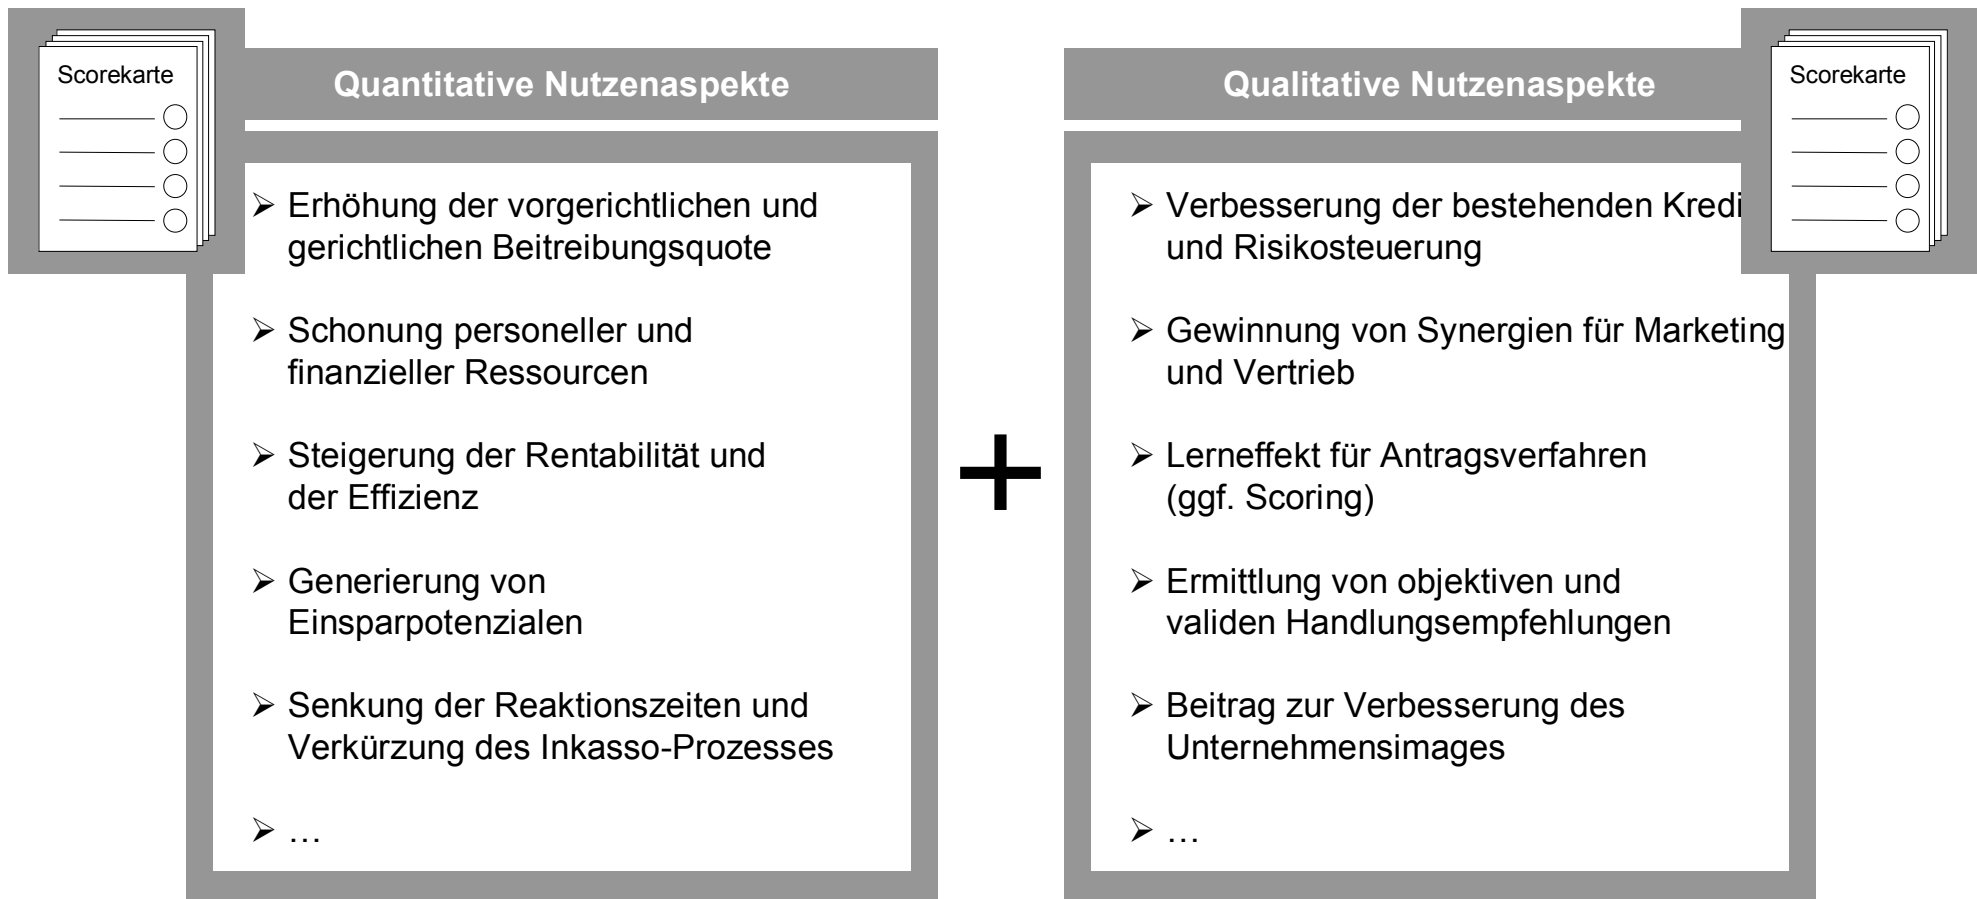 Scorekarte
Quantitative Nutzenaspekte
➢ Erhöhung der vorgerichtlichen und
gerichtlichen Beitreibungsquote
➢ Schonung personeller und
finanzieller Ressourcen
➢ Steigerung der Rentabilität und
der Effizienz
➢ Generierung von
Einsparpotenzialen
➢ Senkung der Reaktionszeiten und
Verkürzung des Inkasso-Prozesses
➢ …
+
Qualitative Nutzenaspekte
Scorekarte
➢ Verbesserung der bestehenden Kredi
und Risikosteuerung
➢ Gewinnung von Synergien für Marketing
und Vertrieb
➢ Lerneffekt für Antragsverfahren
(ggf. Scoring)
➢ Ermittlung von objektiven und
validen Handlungsempfehlungen
➢ Beitrag zur Verbesserung des
Unternehmensimages
➢ …